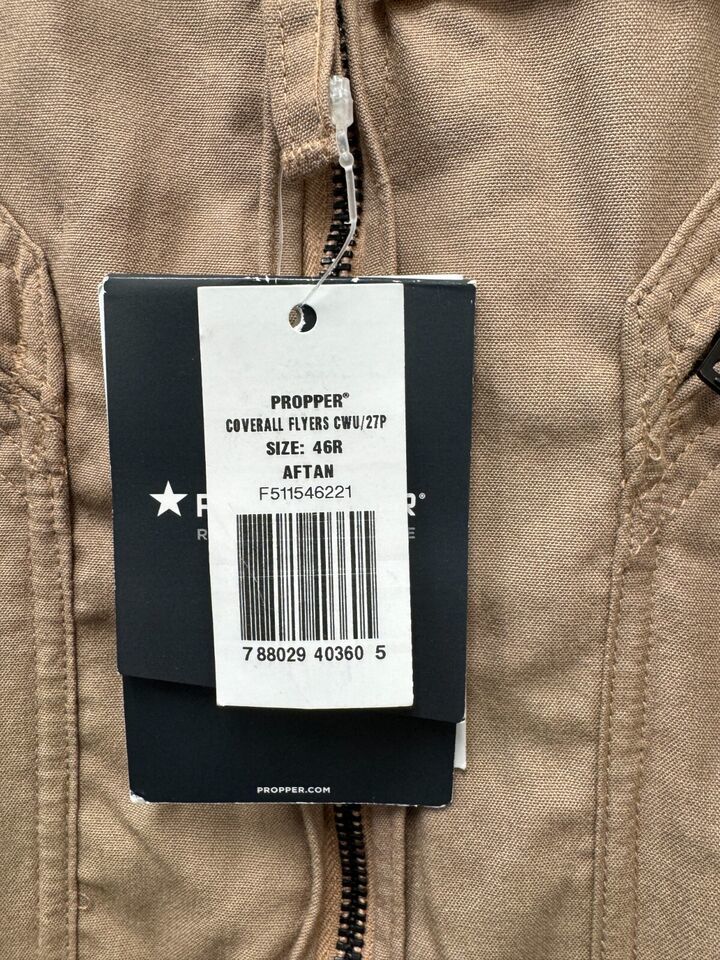 PROPPER®
COVERALL FLYERS CWU/27P
SIZE: 46R
AFTAN
F511546221
7 88029 40360 5
PROPPER.COM